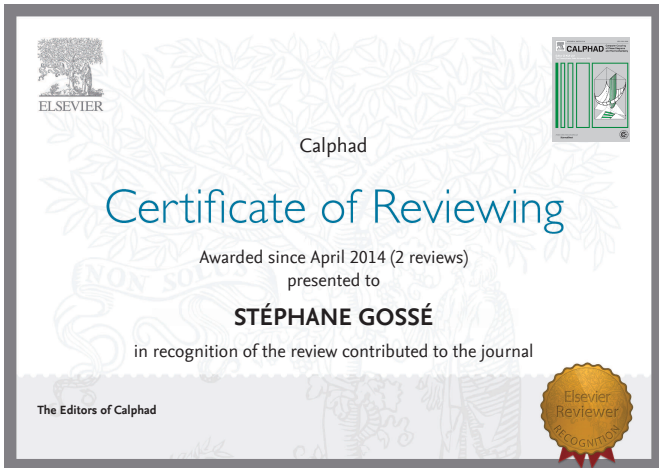 ELSEVIER
CALPHAD
Calphad
Certificate of Reviewing
Awarded since April 2014 (2 reviews)
presented to
STÉPHANE GOSSÉ
in recognition of the review contributed to the journal
NON SOLUS
The Editors of Calphad
Elsevier
Reviewer
RECOGNITION